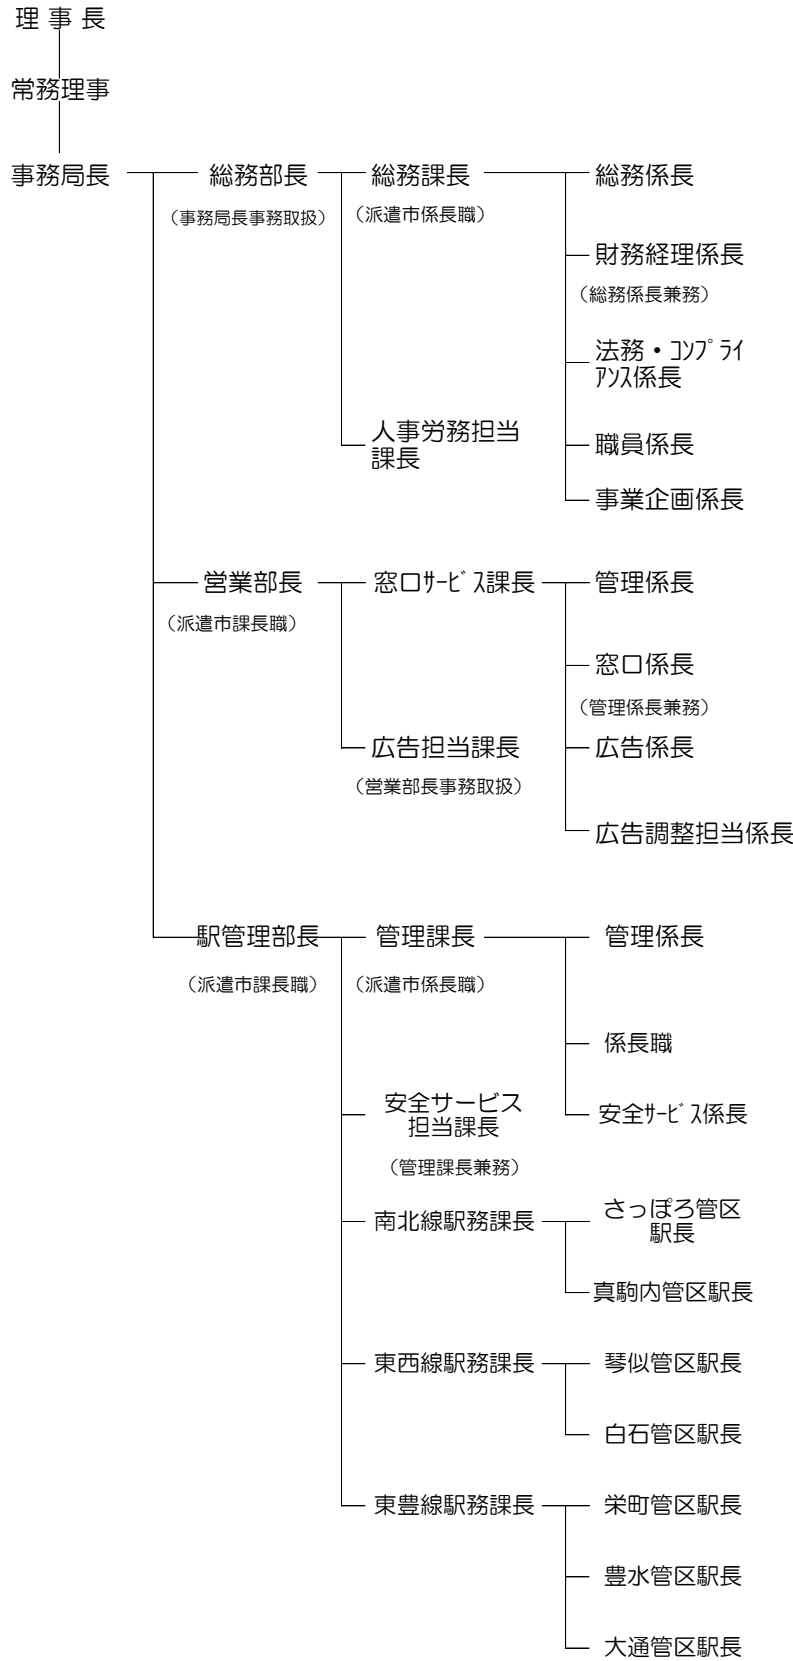 理 事 長
常務理事
事務局長
総務部長
（事務局長事務取扱）
総務課長
（派遣市係長職）
総務係長
財務経理係長
（総務係長兼務）
法務・ｺﾝﾌﾟﾗｲ
ｱﾝｽ係長
人事労務担当
課長
職員係長
事業企画係長
営業部長
（派遣市課長職）
窓口ｻｰﾋﾞｽ課長
管理係長
窓口係長
（管理係長兼務）
広告担当課長
（営業部長事務取扱）
広告係長
広告調整担当係長
駅管理部長
（派遣市課長職）
管理課長
（派遣市係長職）
管理係長
係長職
安全サービス
担当課長
（管理課長兼務）
安全ｻｰﾋﾞｽ係長
南北線駅務課長
さっぽろ管区
駅長
真駒内管区駅長
東西線駅務課長
琴似管区駅長
白石管区駅長
東豊線駅務課長
栄町管区駅長
豊水管区駅長
大通管区駅長